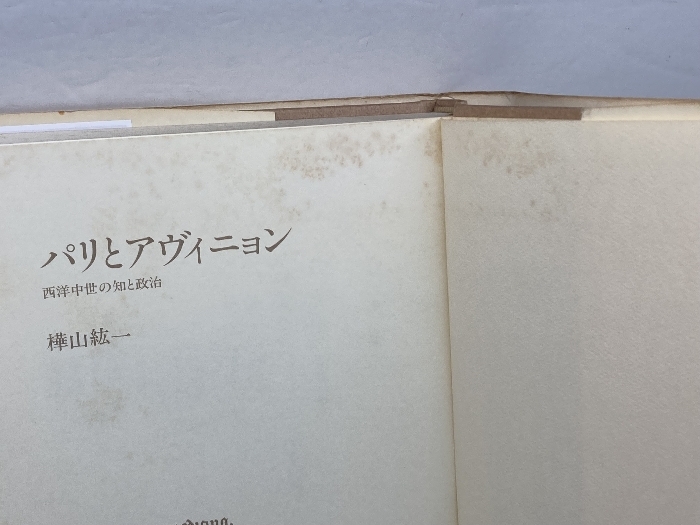 パリとアヴィニョン
西洋中世の知と政治
樺山紘一